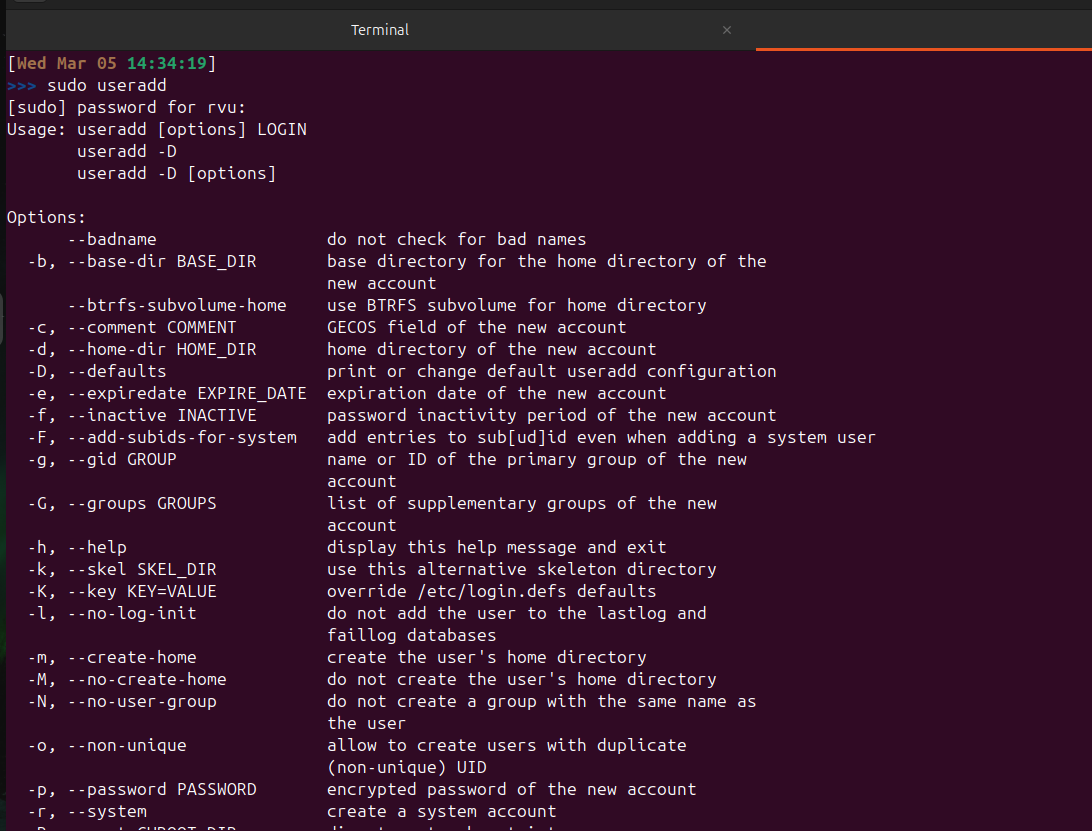 Terminal
×
[Wed Mar 05 14:34:19]
>>> sudo useradd
[sudo] password for rvu:
Usage: useradd [options] LOGIN
       useradd -D
       useradd -D [options]

Options:
      --badname                 do not check for bad names
  -b, --base-dir BASE_DIR       base directory for the home directory of the
                                new account
      --btrfs-subvolume-home    use BTRFS subvolume for home directory
  -c, --comment COMMENT         GECOS field of the new account
  -d, --home-dir HOME_DIR       home directory of the new account
  -D, --defaults                print or change default useradd configuration
  -e, --expiredate EXPIRE_DATE  expiration date of the new account
  -f, --inactive INACTIVE       password inactivity period of the new account
  -F, --add-subids-for-system   add entries to sub[ud]id even when adding a system user
  -g, --gid GROUP               name or ID of the primary group of the new
                                account
  -G, --groups GROUPS           list of supplementary groups of the new
                                account
  -h, --help                    display this help message and exit
  -k, --skel SKEL_DIR           use this alternative skeleton directory
  -K, --key KEY=VALUE           override /etc/login.defs defaults
  -l, --no-log-init             do not add the user to the lastlog and
                                faillog databases
  -m, --create-home             create the user's home directory
  -M, --no-create-home          do not create the user's home directory
  -N, --no-user-group           do not create a group with the same name as
                                the user
  -o, --non-unique              allow to create users with duplicate
                                (non-unique) UID
  -p, --password PASSWORD       encrypted password of the new account
  -r, --system                  create a system account